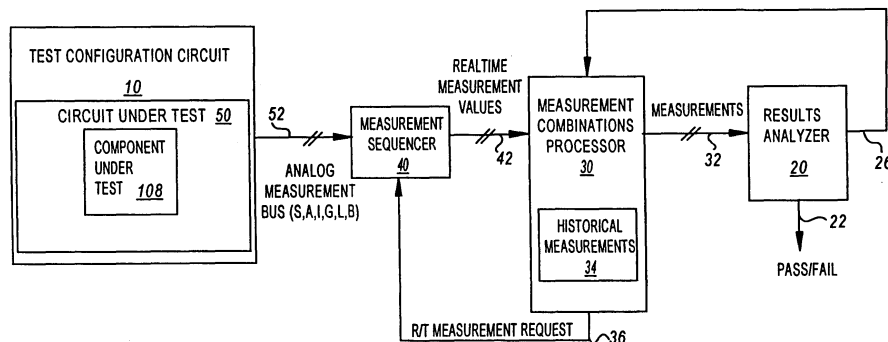 TEST CONFIGURATION CIRCUIT
10
CIRCUIT UNDER TEST 50
COMPONENT
UNDER
TEST
108
52
ANALOG
MEASUREMENT
BUS (S,A,I,G,L,B)
MEASUREMENT
SEQUENCER
40
REALTIME
MEASUREMENT
VALUES
42
MEASUREMENT
COMBINATIONS
PROCESSOR
30
HISTORICAL
MEASUREMENTS
34
MEASUREMENTS
32
RESULTS
ANALYZER
20
26
22
PASS/FAIL
R/T MEASUREMENT REQUEST
36